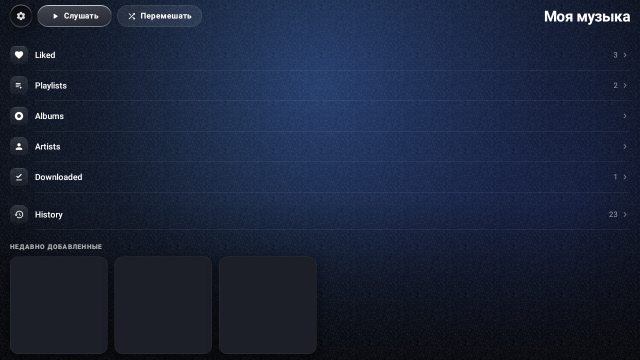 Слушать
Перемешать
Моя музыка
Liked 3
Playlists 2
Albums
Artists
Downloaded 1
History 23
НЕДАВНО ДОБАВЛЕННЫЕ